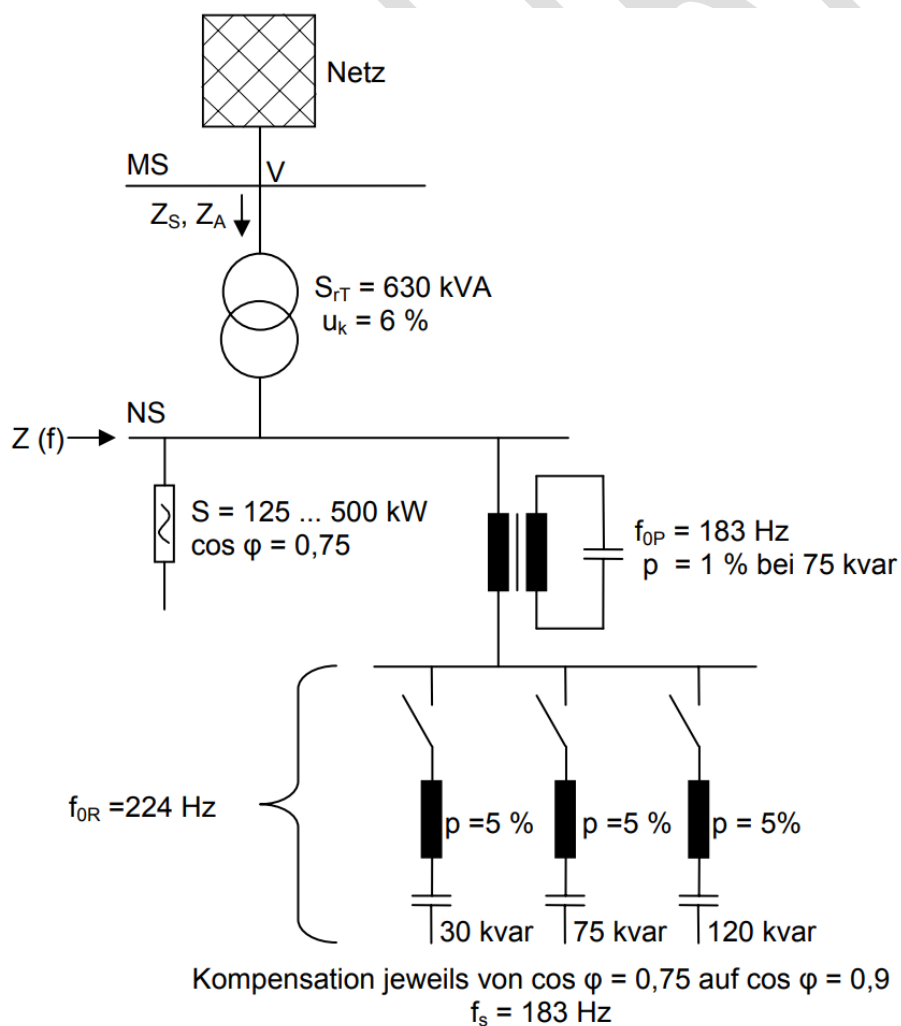 Netz
MS
V
Z_S, Z_A
S_rT = 630 kVA
u_k = 6 %
NS
Z (f)
S = 125 ... 500 kW
cos φ = 0,75
f_0P = 183 Hz
p = 1 % bei 75 kvar
f_0R =224 Hz
p =5 %
p =5 %
p = 5%
30 kvar
75 kvar
120 kvar
Kompensation jeweils von cos φ = 0,75 auf cos φ = 0,9
f_s = 183 Hz